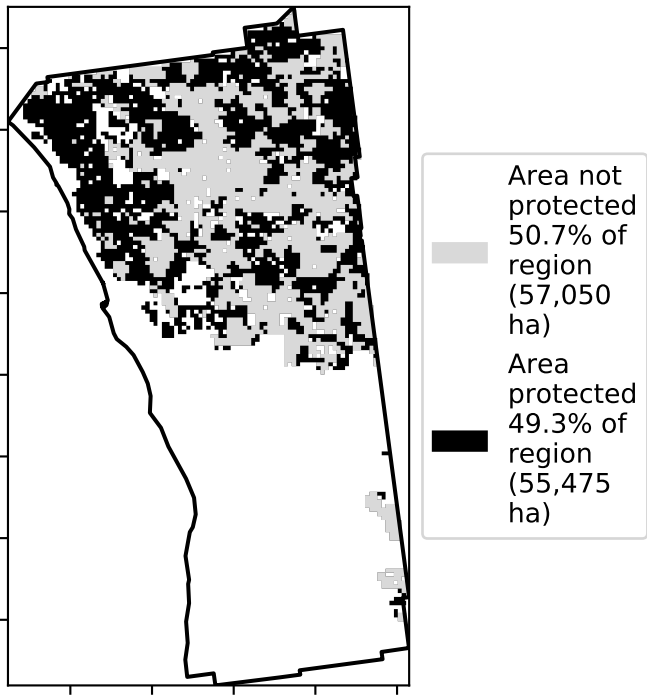 Area not
protected
50.7% of
region
(57,050
ha)
Area
protected
49.3% of
region
(55,475
ha)